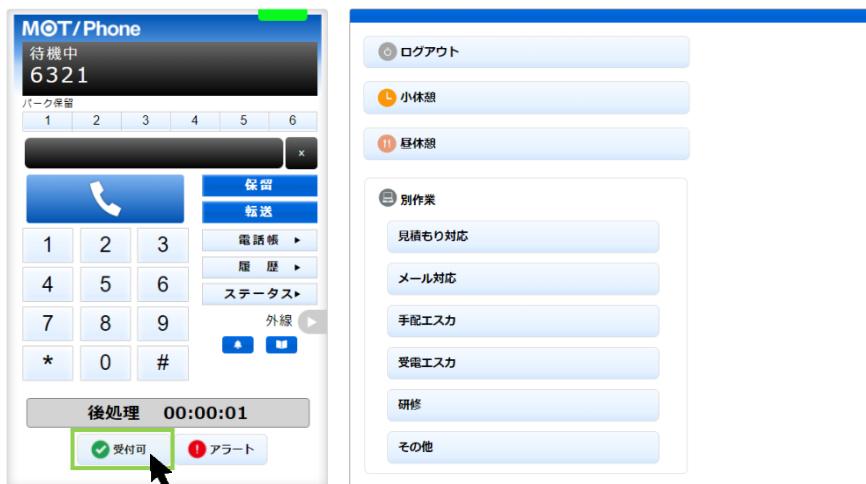 MOT/Phone
待機中
6321
パーク保留
1 2 3 4 5 6
×
保留
転送
1 2 3
電話帳 ▶
履 歴 ▶
4 5 6
ステータス▶
7 8 9
外線
* 0 #
後処理 00:00:01
受付可
! アラート
ログアウト
小休憩
昼休憩
別作業
見積もり対応
メール対応
手配エスカ
受電エスカ
研修
その他